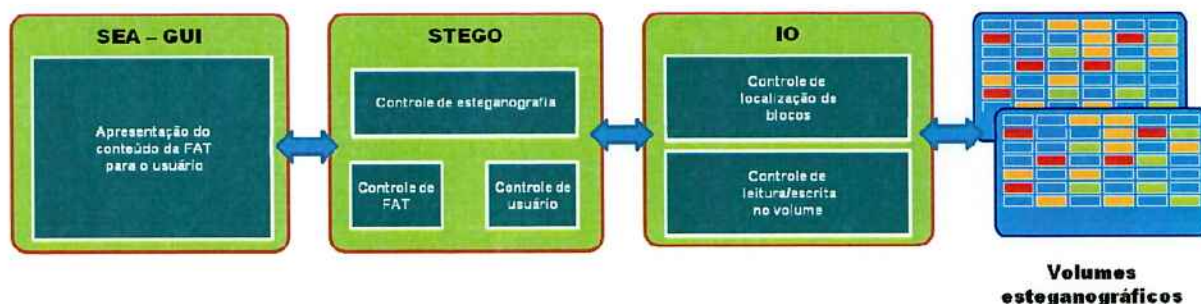 SEA – GUI
Apresentação do
conteúdo da FAT
para o usuário
STEGO
Controle de esteganografia
Controle de
FAT
Controle de
usuário
IO
Controle de
localização de
blocos
Controle de
leitura/escrita
no volume
Volumes
esteganográficos